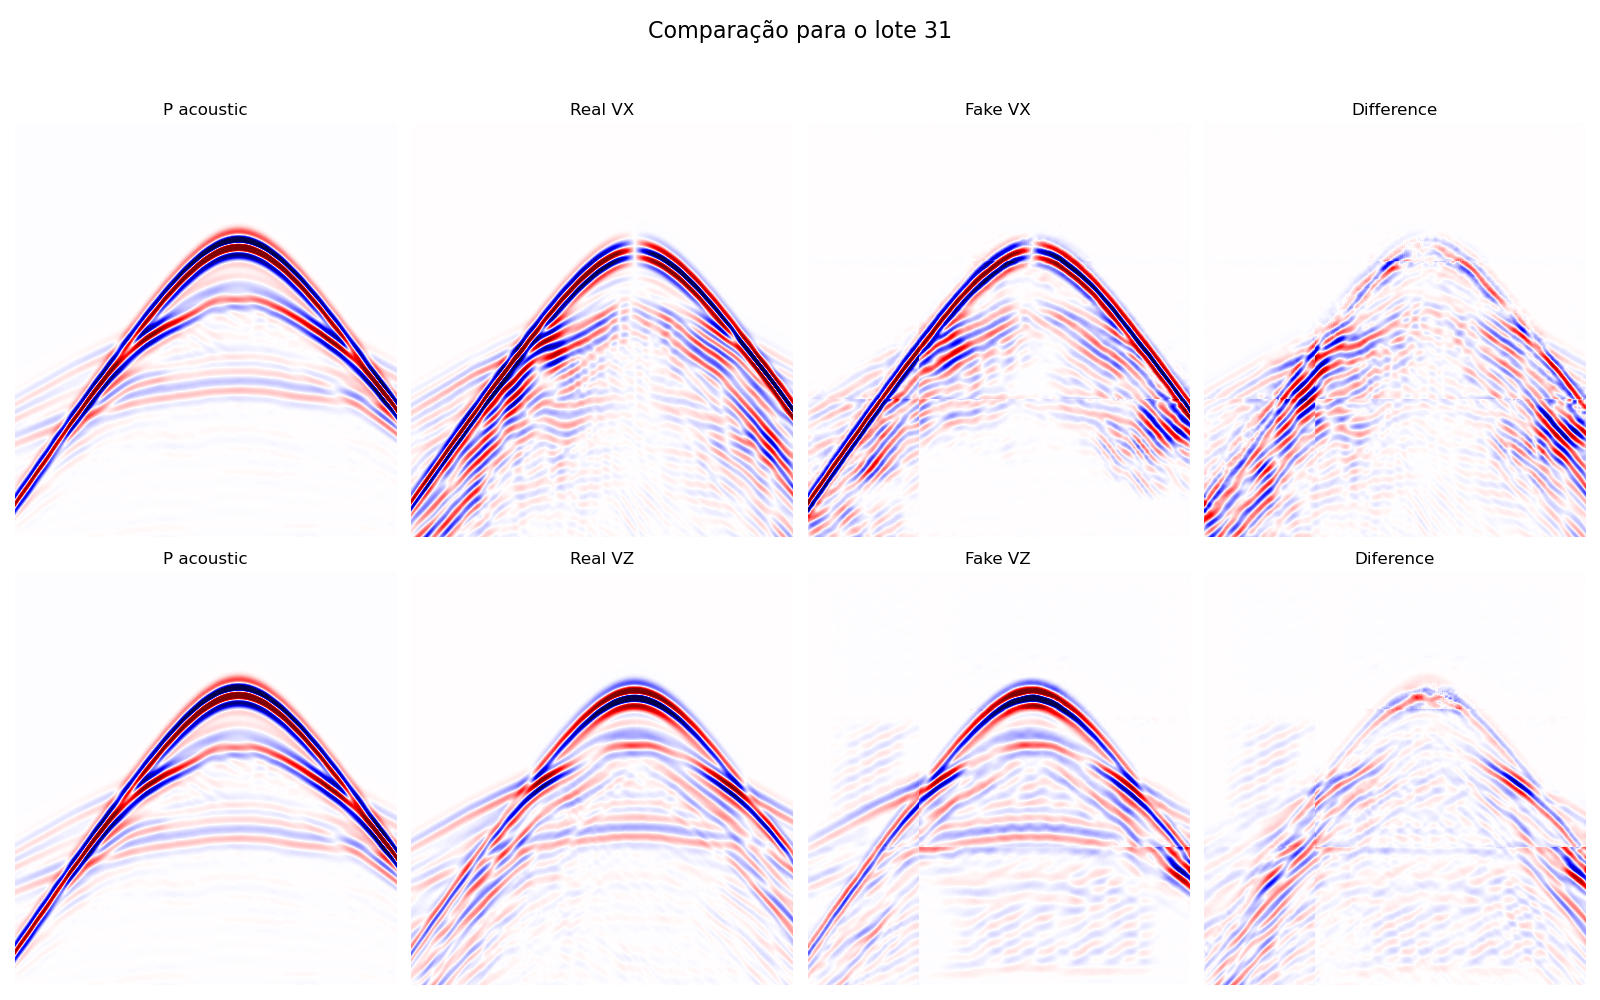 Comparação para o lote 31
P acoustic
Real VX
Fake VX
Difference
P acoustic
Real VZ
Fake VZ
Diference